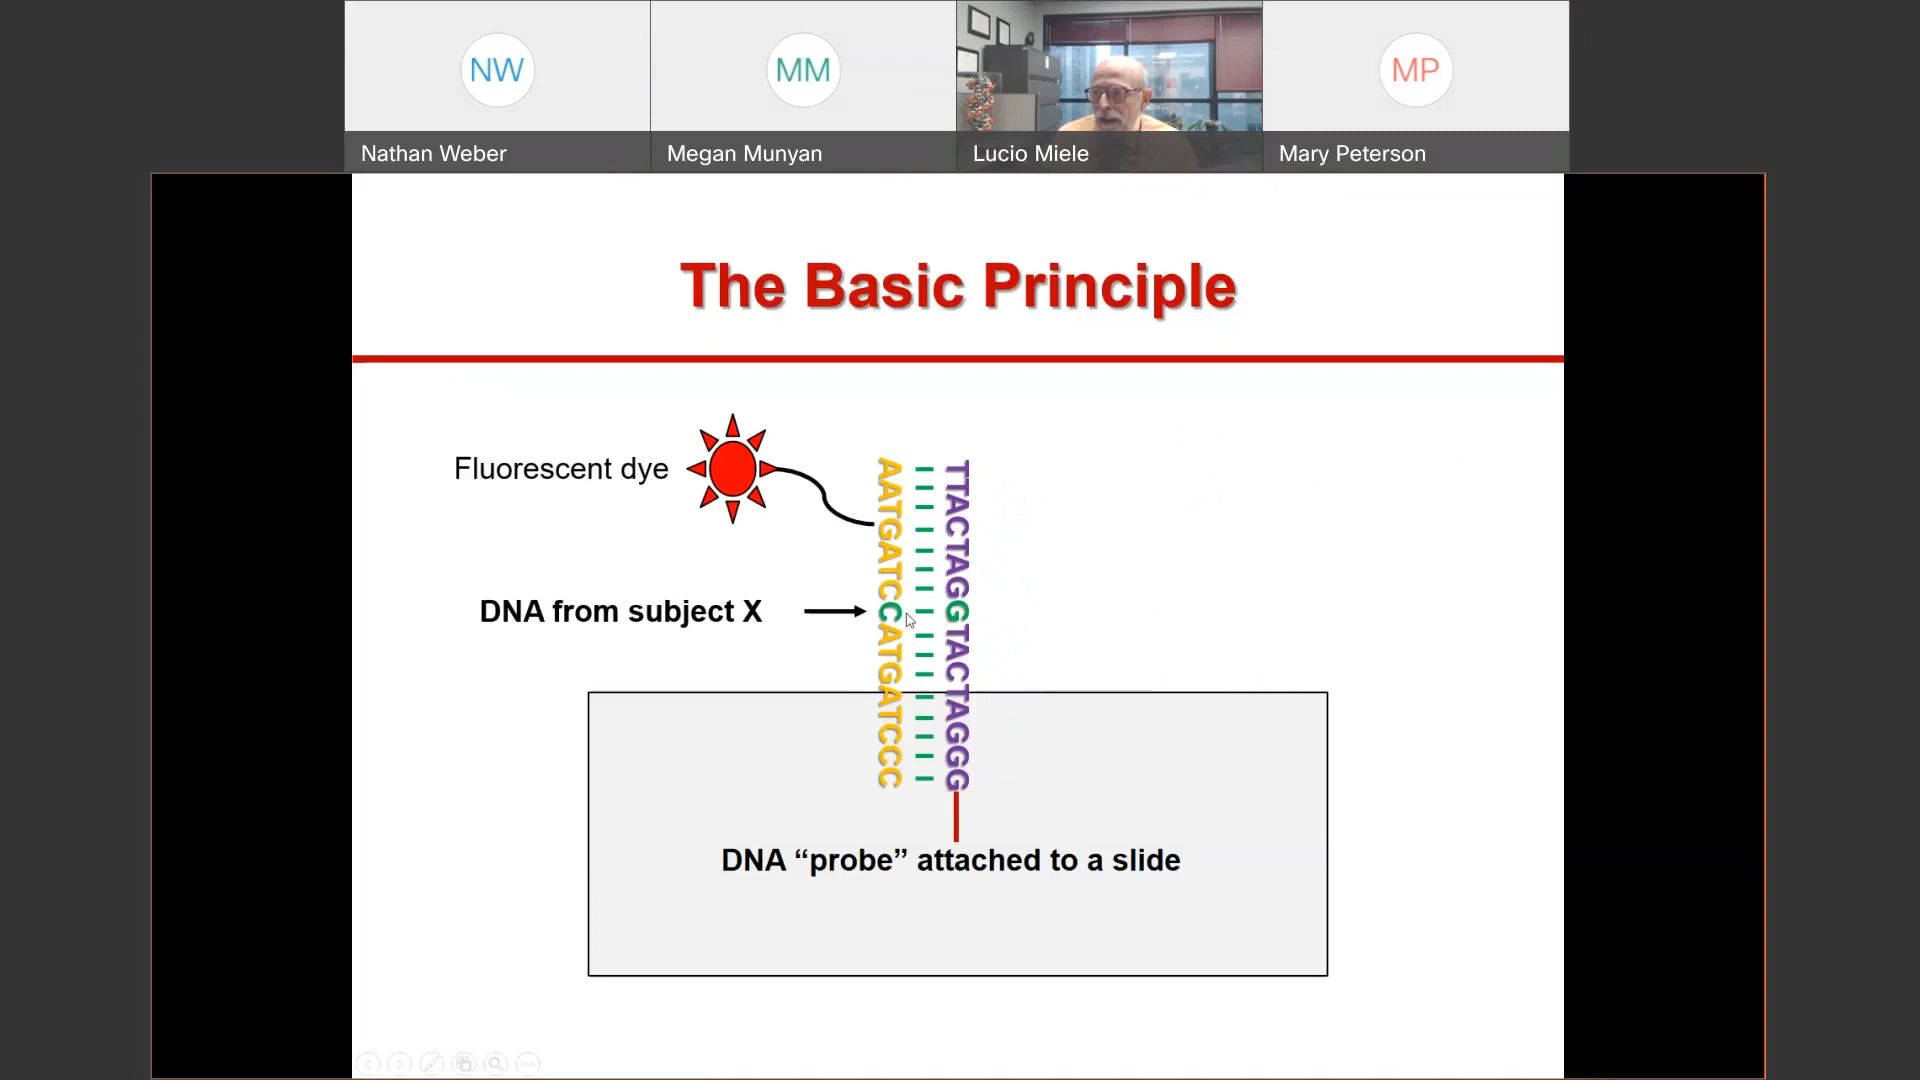 NW
MM
MP
Nathan Weber
Megan Munyan
Lucio Miele
Mary Peterson
The Basic Principle
Fluorescent dye
AATGATCCATGATCCC
TTACTAGGTACTAGGG
DNA from subject X
DNA “probe” attached to a slide